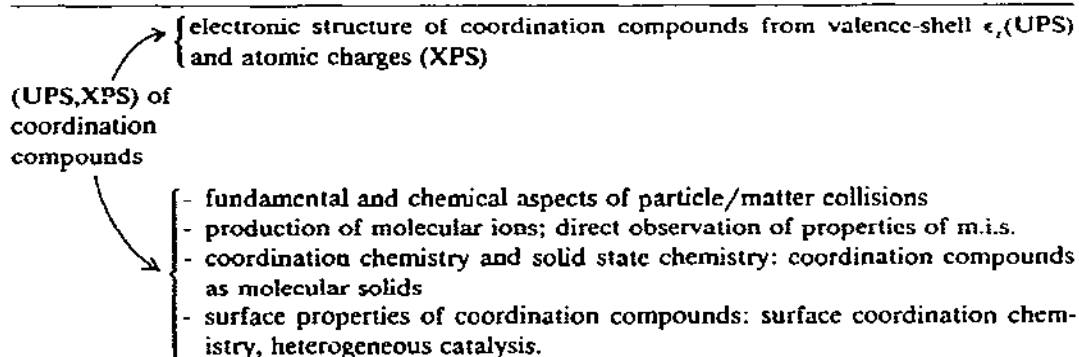 electronic structure of coordination compounds from valence-shell ϵᵢ(UPS)
and atomic charges (XPS)
(UPS,XPS) of
coordination
compounds
- fundamental and chemical aspects of particle/matter collisions
- production of molecular ions; direct observation of properties of m.i.s.
- coordination chemistry and solid state chemistry: coordination compounds
as molecular solids
- surface properties of coordination compounds: surface coordination chem-
istry, heterogeneous catalysis.